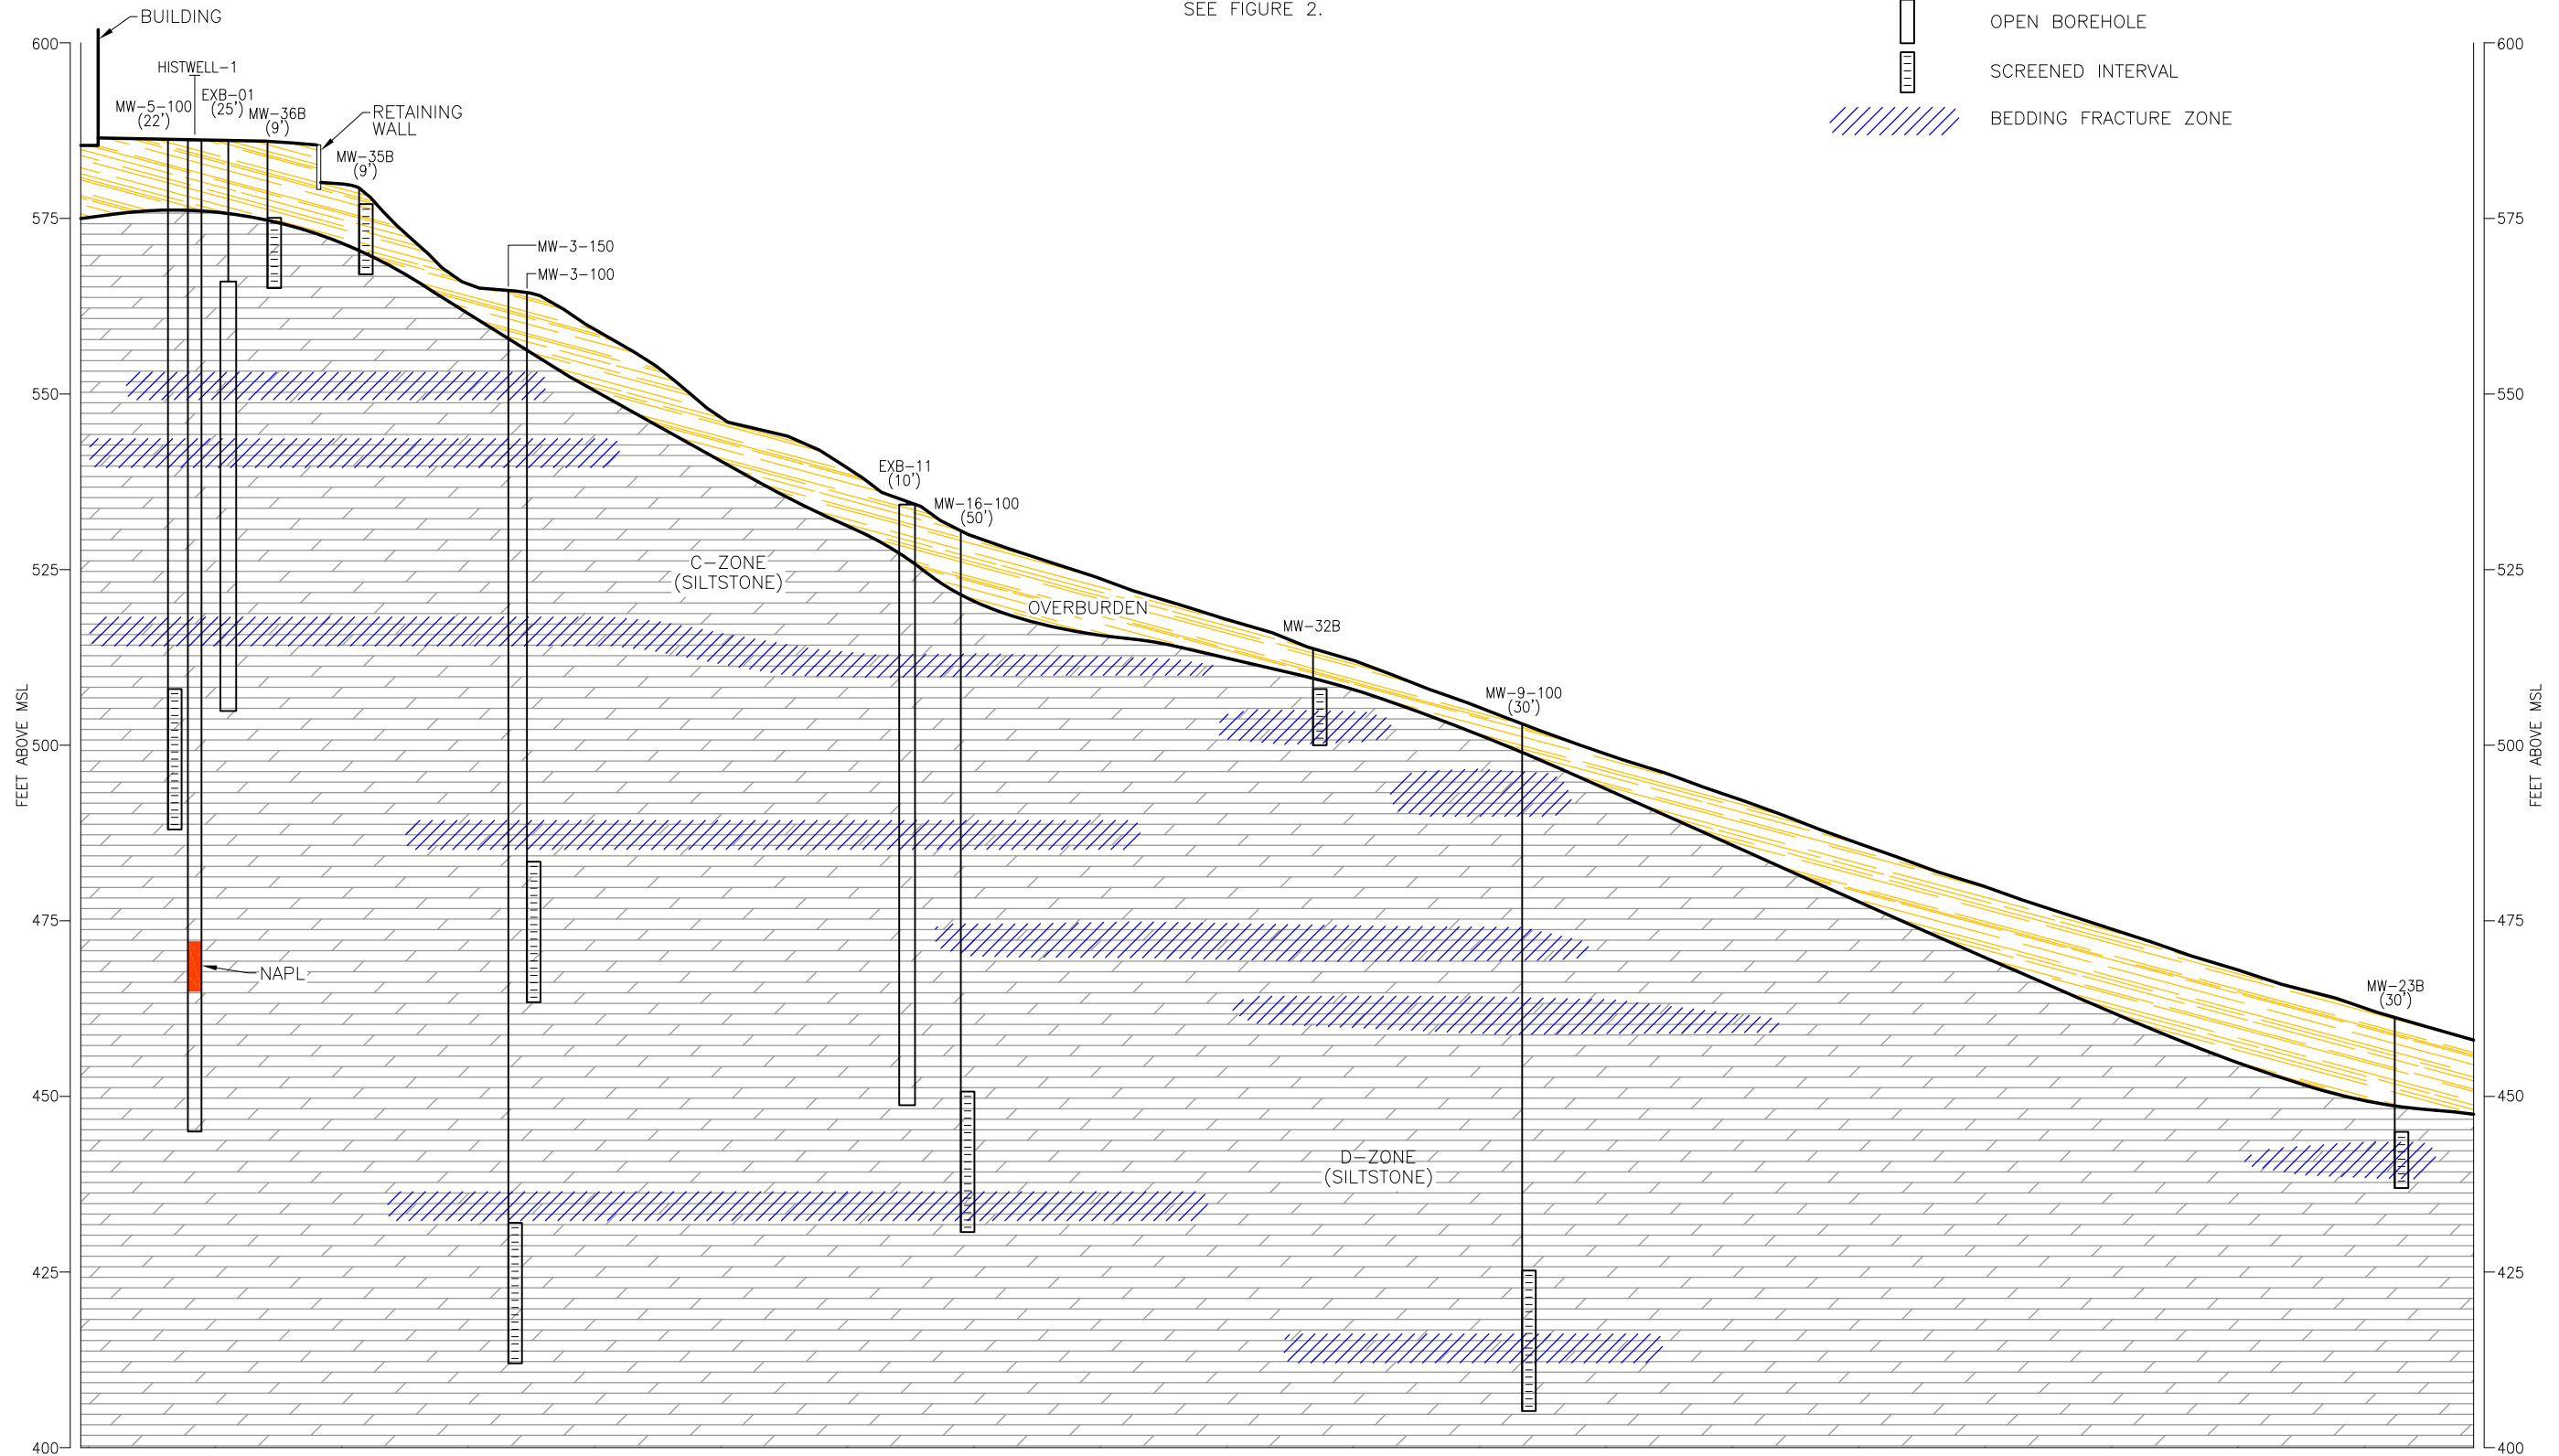 SEE FIGURE 2.
OPEN BOREHOLE
SCREENED INTERVAL
BEDDING FRACTURE ZONE
BUILDING
HISTWELL-1
MW-5-100
(22')
EXB-01
(25')
MW-36B
(9')
RETAINING
WALL
MW-35B
(9')
MW-3-150
MW-3-100
EXB-11
(10')
MW-16-100
(50')
C-ZONE
(SILTSTONE)
OVERBURDEN
MW-32B
MW-9-100
(30')
NAPL
MW-23B
(30')
D-ZONE
(SILTSTONE)
FEET ABOVE MSL
600
575
550
525
500
475
450
425
400
FEET ABOVE MSL
600
575
550
525
500
475
450
425
400